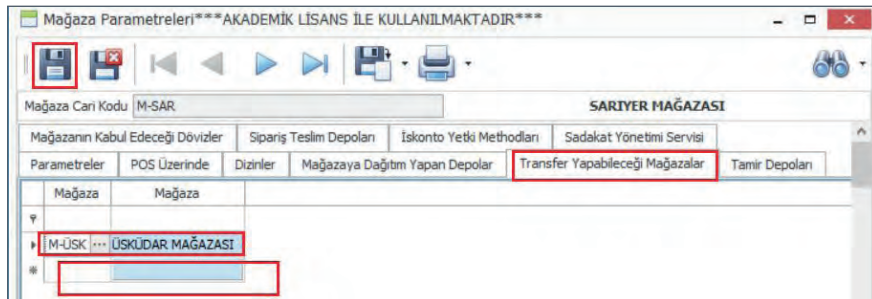 Mağaza Parametreleri***AKADEMİK LİSANS İLE KULLANILMAKTADIR***
Mağaza Cari Kodu M-SAR SARIYER MAĞAZASI
Mağazanın Kabul Edeceği Dövizler Sipariş Teslim Depoları İskonto Yetki Methodları Sadakat Yönetimi Servisi
Parametreler POS Üzerinde Dizinler Mağazaya Dağıtım Yapan Depolar Transfer Yapabileceği Mağazalar Tamir Depoları
Mağaza Mağaza
M-ÜSK ... ÜSKÜDAR MAĞAZASI